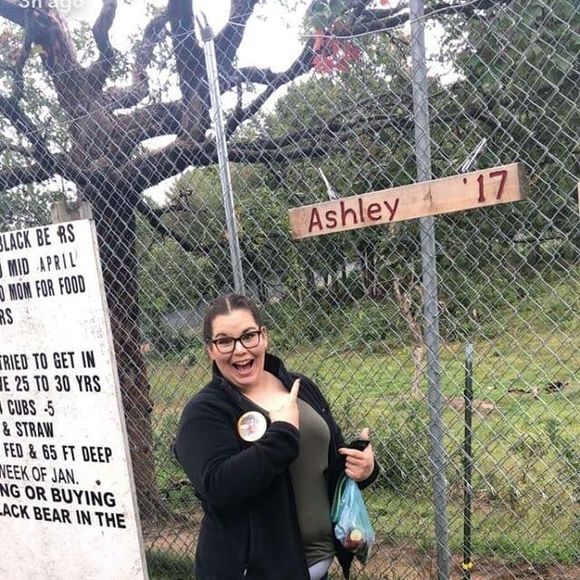 3h ago
Ashley '17
BLACK BE RS
MID APRIL
MOM FOR FOOD
RS
TRIED TO GET IN
25 TO 30 YRS
CUBS -5
& STRAW
FED & 65 FT DEEP
WEEK OF JAN.
NG OR BUYING
LACK BEAR IN THE